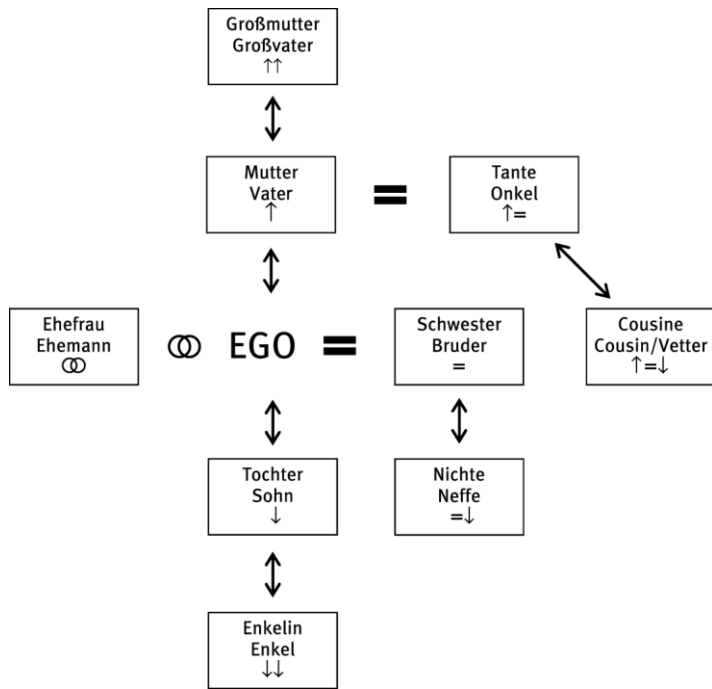 Großmutter
Großvater
↑↑
Mutter
Vater
↑
=
Tante
Onkel
↑=
Ehefrau
Ehemann
ↀ
ↀ
EGO
=
Schwester
Bruder
=
Cousine
Cousin/Vetter
↑=↓
Tochter
Sohn
↓
Nichte
Neffe
=↓
Enkelin
Enkel
↓↓